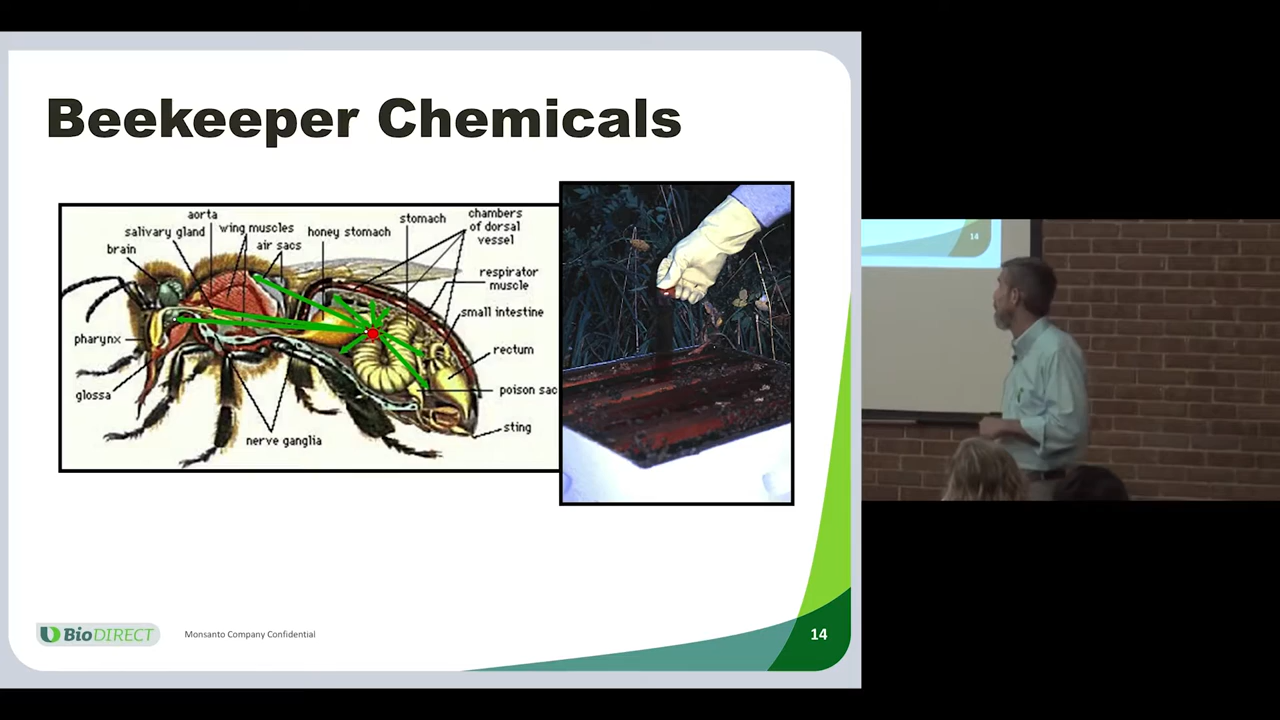 Beekeeper Chemicals
aorta
salivary gland
wing muscles
brain
air sacs
honey stomach
stomach
chambers
of dorsal
vessel
respirator
muscle
small intestine
rectum
poison sac
sting
pharynx
glossa
nerve ganglia
BioDIRECT
Monsanto Company Confidential
14
14